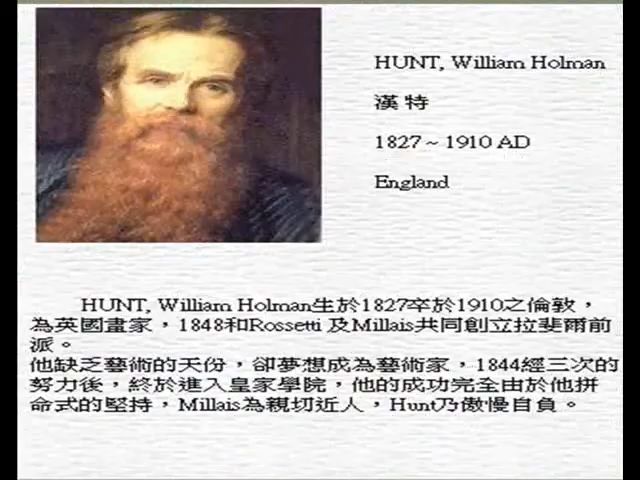 HUNT, William Holman
漢 特
1827 ~ 1910 AD
England
HUNT, William Holman生於1827卒於1910之倫敦，
為英國畫家，1848和Rossetti 及Millais共同創立拉斐爾前
派。
他缺乏藝術的天份，卻夢想成為藝術家，1844經三次的
努力後，終於進入皇家學院，他的成功完全由於他拼
命式的堅持，Millais為親切近人，Hunt乃傲慢自負。